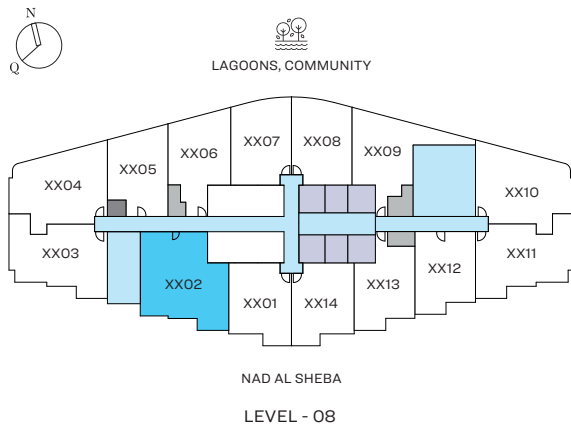 N
Q
LAGOONS, COMMUNITY
XX07
XX08
XX06
XX09
XX05
XX04
XX10
XX03
XX11
XX12
XX02
XX13
XX01
XX14
NAD AL SHEBA
LEVEL - 08